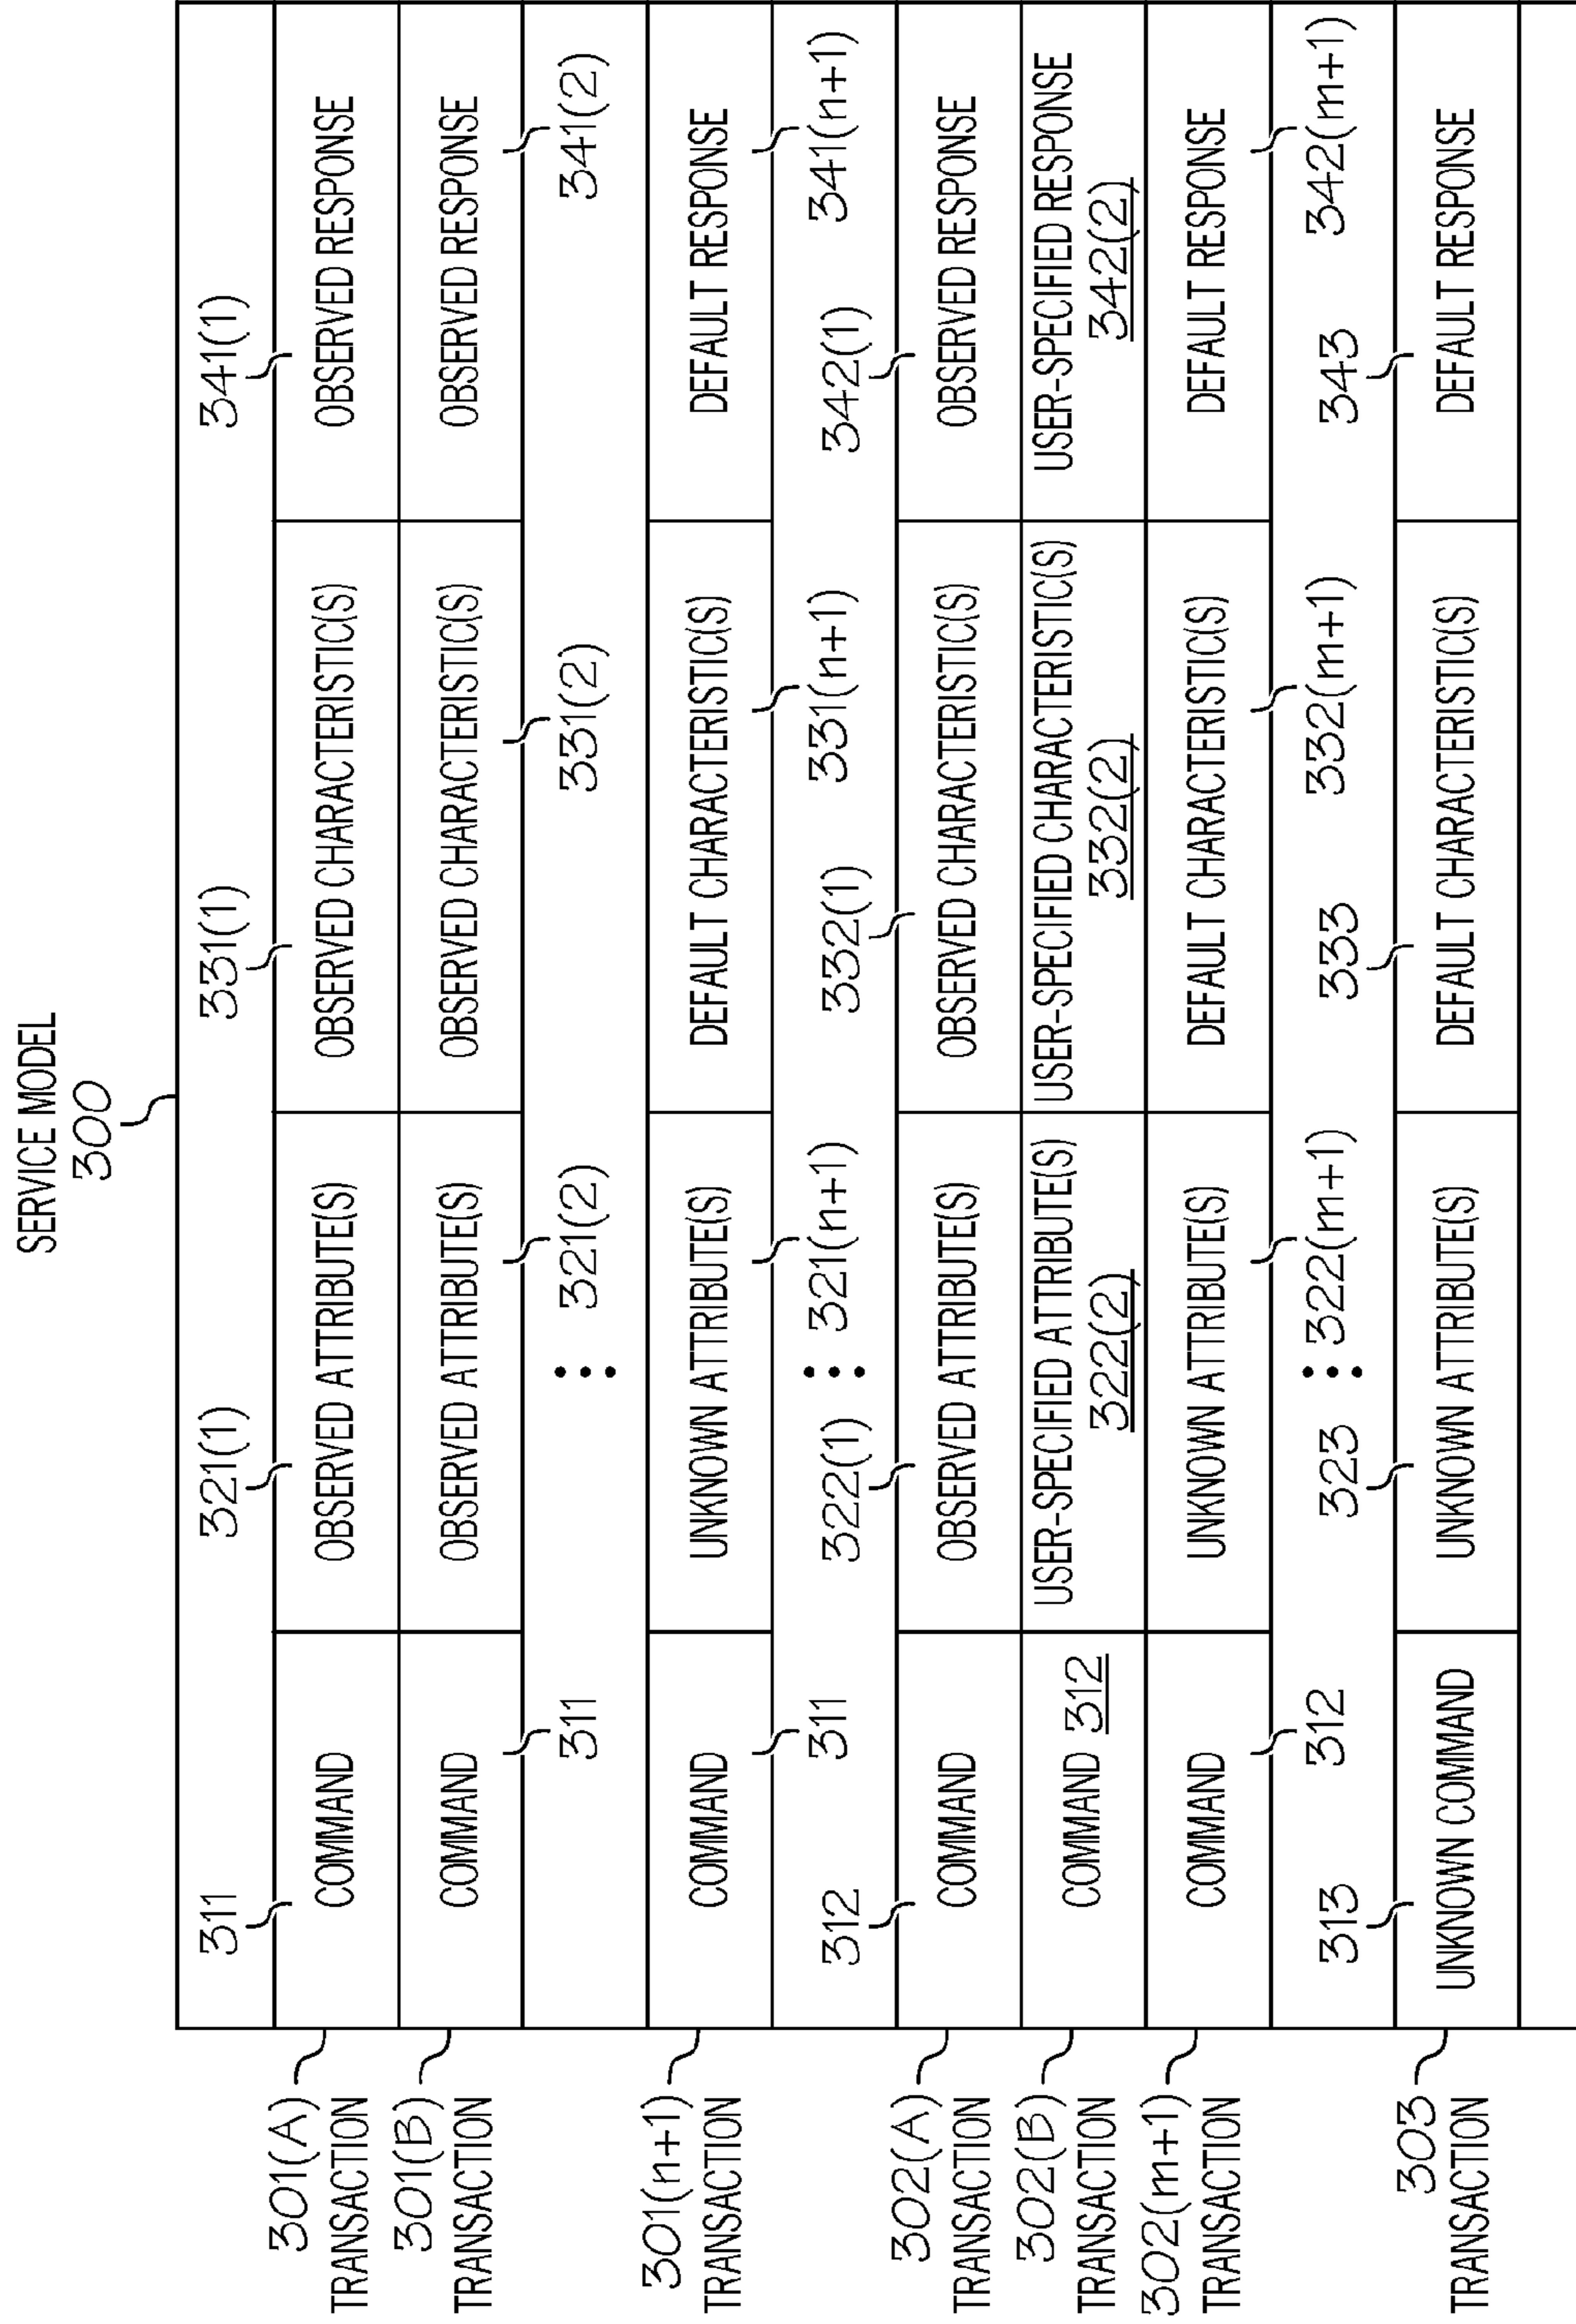 SERVICE MODEL
300
311 321(1) 331(1) 341(1)
301(A)
TRANSACTION
COMMAND OBSERVED ATTRIBUTE(S) OBSERVED CHARACTERISTIC(S) OBSERVED RESPONSE
301(B)
TRANSACTION
COMMAND OBSERVED ATTRIBUTE(S) OBSERVED CHARACTERISTIC(S) OBSERVED RESPONSE
311 321(2) 331(2) 341(2)
301(n+1)
TRANSACTION
COMMAND UNKNOWN ATTRIBUTE(S) DEFAULT CHARACTERISTIC(S) DEFAULT RESPONSE
311 321(n+1) 331(n+1) 341(n+1)
312 322(1) 332(1) 342(1)
302(A)
TRANSACTION
COMMAND OBSERVED ATTRIBUTE(S) OBSERVED CHARACTERISTIC(S) OBSERVED RESPONSE
302(B)
TRANSACTION
COMMAND 312 USER-SPECIFIED ATTRIBUTE(S) USER-SPECIFIED CHARACTERISTIC(S) USER-SPECIFIED RESPONSE
322(2) 332(2) 342(2)
302(m+1)
TRANSACTION
COMMAND UNKNOWN ATTRIBUTE(S) DEFAULT CHARACTERISTIC(S) DEFAULT RESPONSE
312 322(m+1) 332(m+1) 342(m+1)
313 323 333 343
303
TRANSACTION
UNKNOWN COMMAND UNKNOWN ATTRIBUTE(S) DEFAULT CHARACTERISTIC(S) DEFAULT RESPONSE